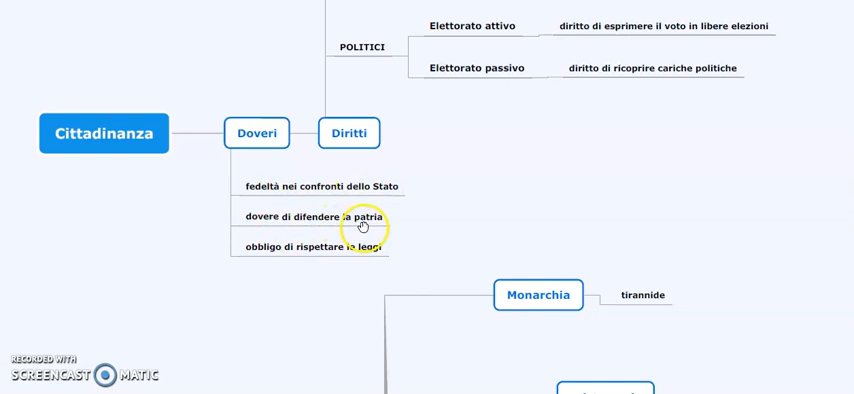 Elettorato attivo
diritto di esprimere il voto in libere elezioni
POLITICI
Elettorato passivo
diritto di ricoprire cariche politiche
Cittadinanza
Doveri
Diritti
fedeltà nei confronti dello Stato
dovere di difendere la patria
obbligo di rispettare le leggi
Monarchia
tirannide
RECORDED WITH
SCREENCAST MATIC